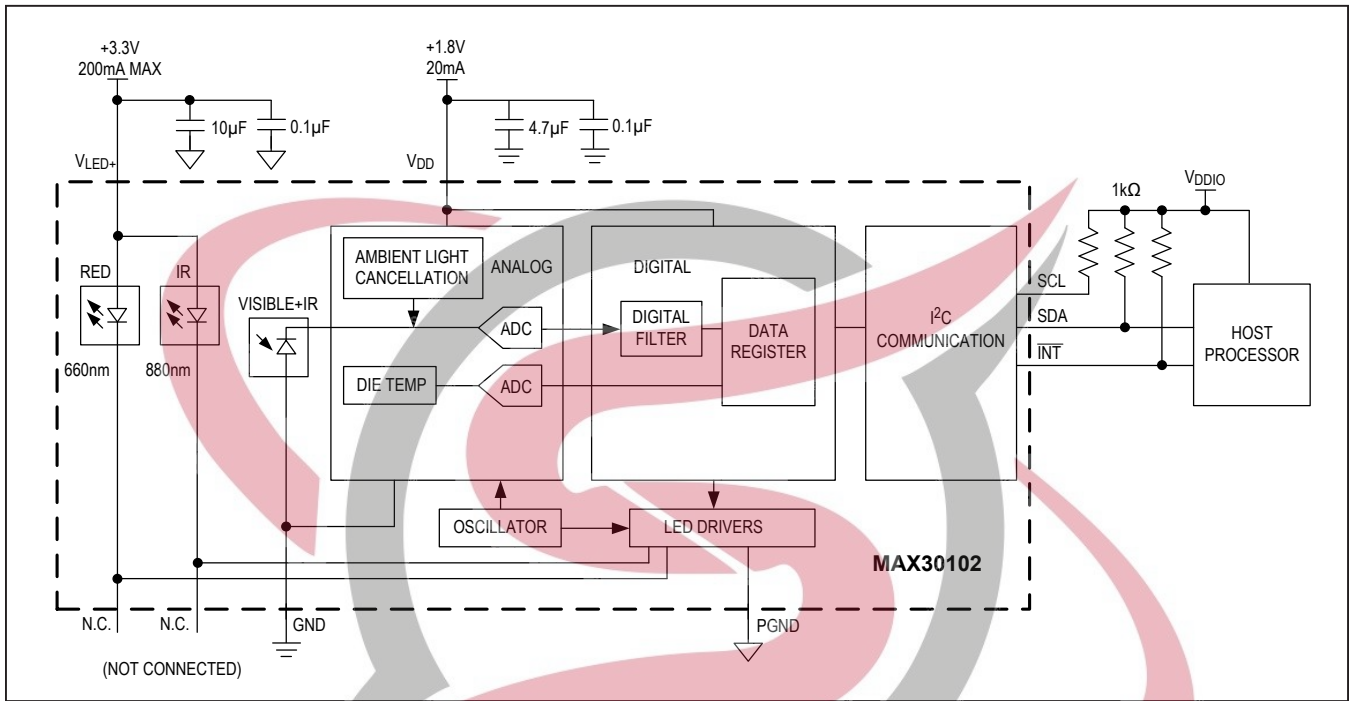 +3.3V
200mA MAX
+1.8V
20mA
10µF
0.1µF
4.7µF
0.1µF
VLED+
VDD
1kΩ
VDDIO
RED
IR
VISIBLE+IR
AMBIENT LIGHT
CANCELLATION
ANALOG
DIGITAL
ADC
DIGITAL
FILTER
DATA
REGISTER
I2C
COMMUNICATION
SCL
SDA
INT
HOST
PROCESSOR
660nm
880nm
DIE TEMP
ADC
OSCILLATOR
LED DRIVERS
MAX30102
N.C.
N.C.
GND
PGND
(NOT CONNECTED)